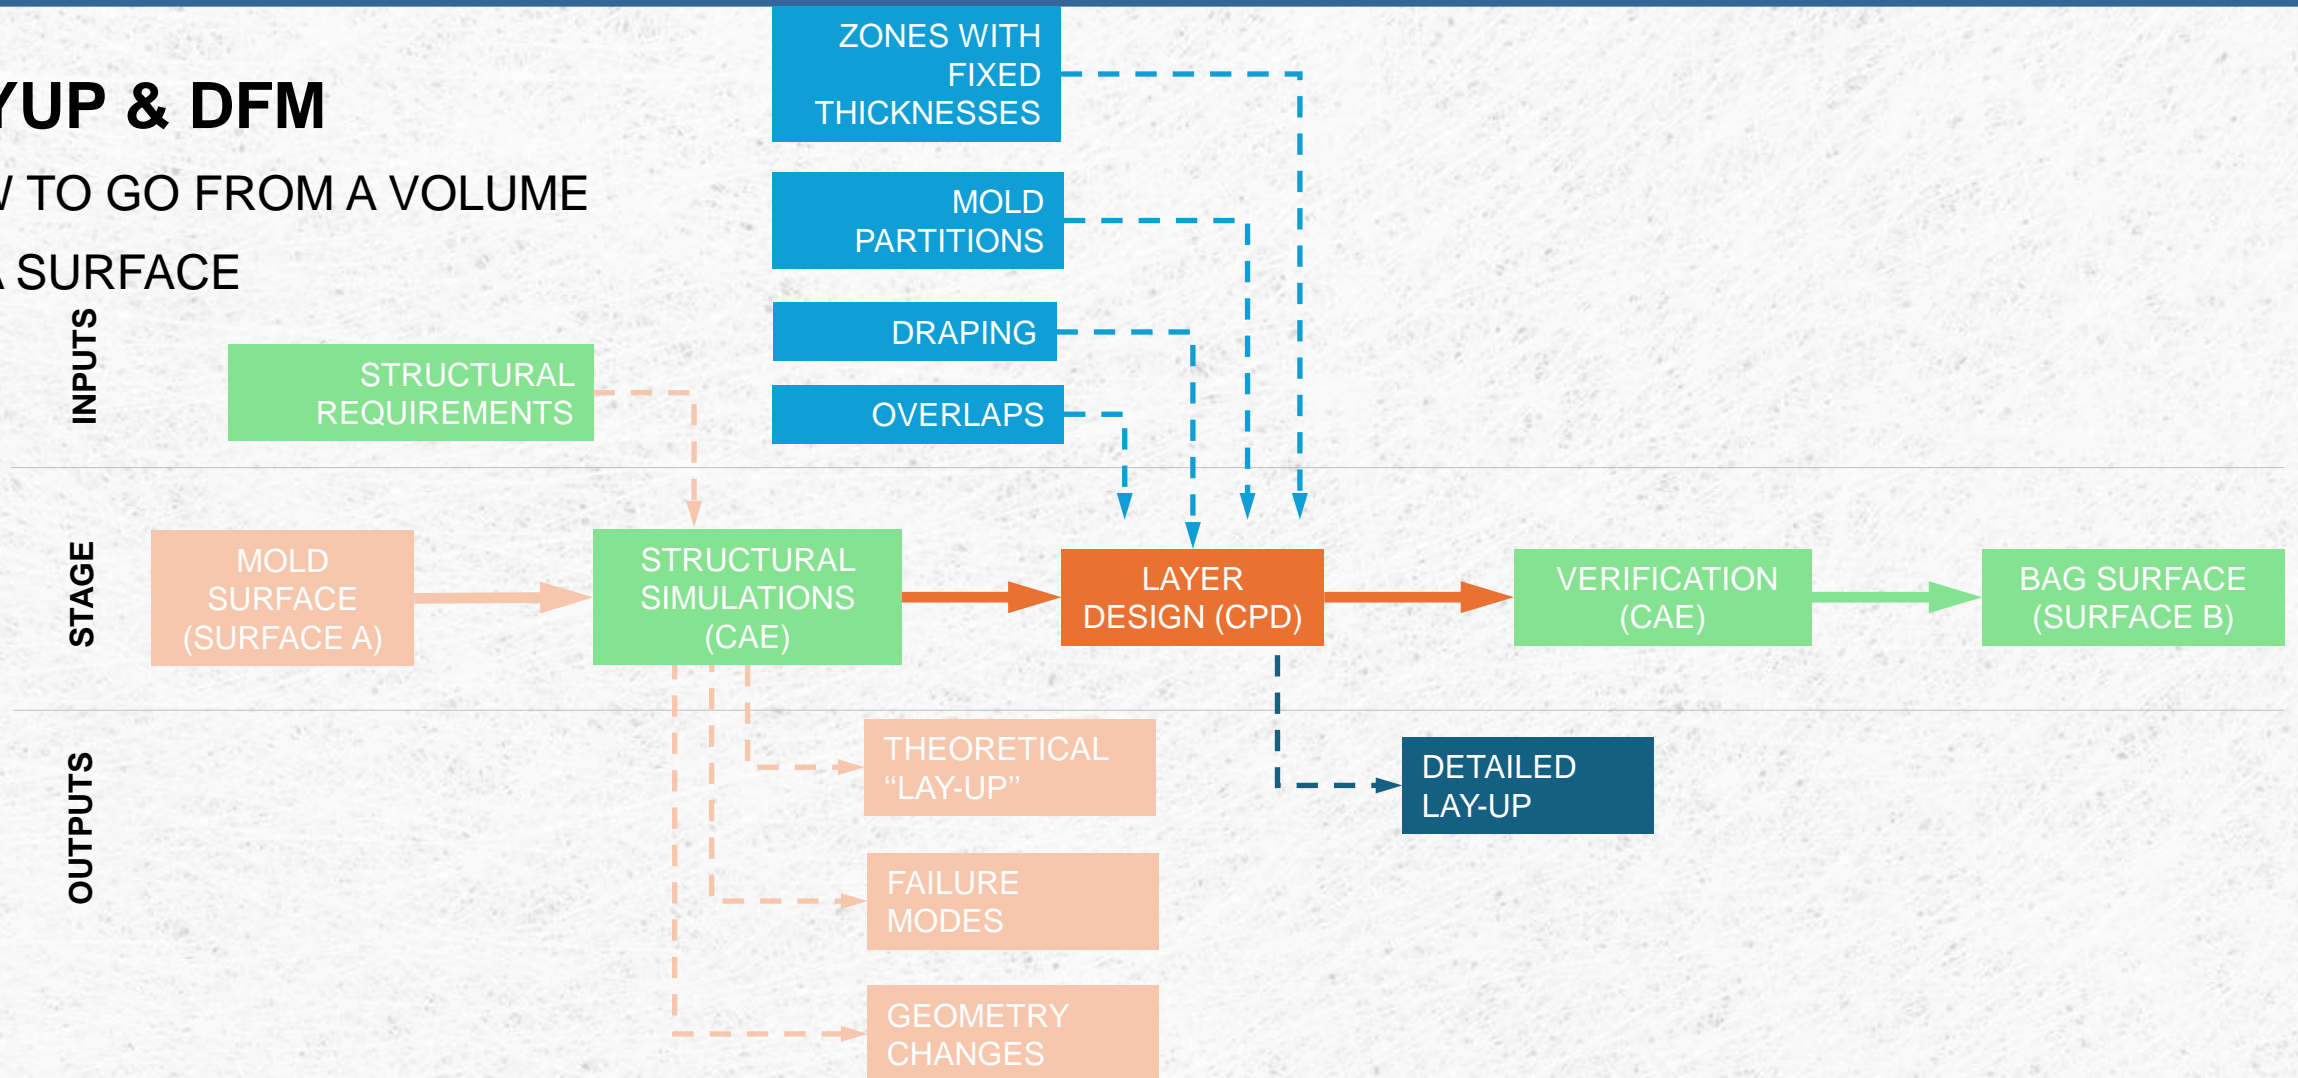 YUP & DFM
TO GO FROM A VOLUME
A SURFACE
INPUTS
ZONES WITH
FIXED
THICKNESSES
MOLD
PARTITIONS
DRAPING
OVERLAPS
STRUCTURAL
REQUIREMENTS
STAGE
MOLD
SURFACE
(SURFACE A)
STRUCTURAL
SIMULATIONS
(CAE)
LAYER
DESIGN (CPD)
VERIFICATION
(CAE)
BAG SURFACE
(SURFACE B)
OUTPUTS
THEORETICAL
“LAY-UP”
DETAILED
LAY-UP
FAILURE
MODES
GEOMETRY
CHANGES